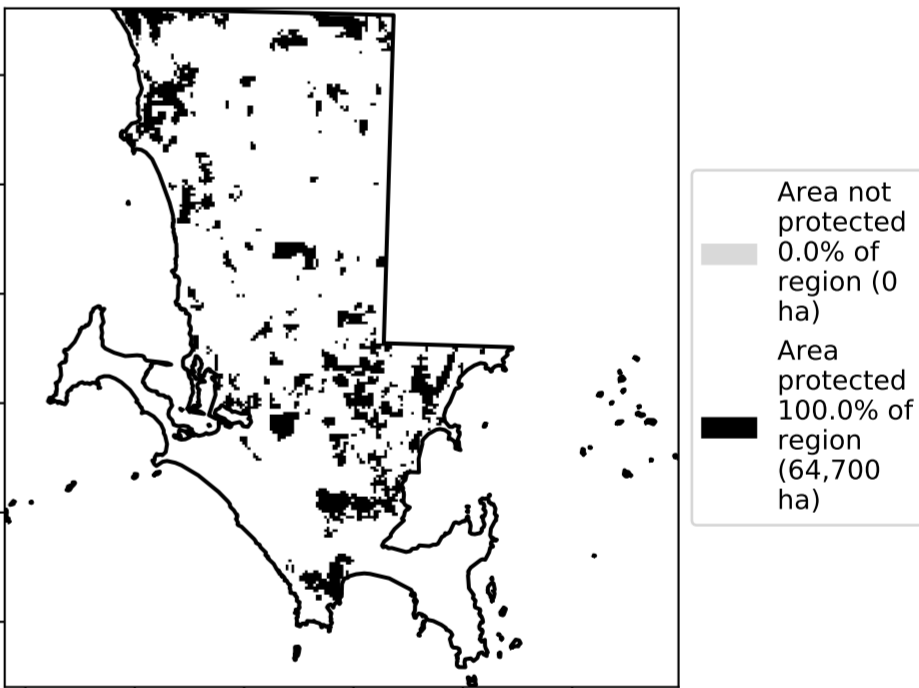 Area not
protected
0.0% of
region (0
ha)
Area
protected
100.0% of
region
(64,700
ha)